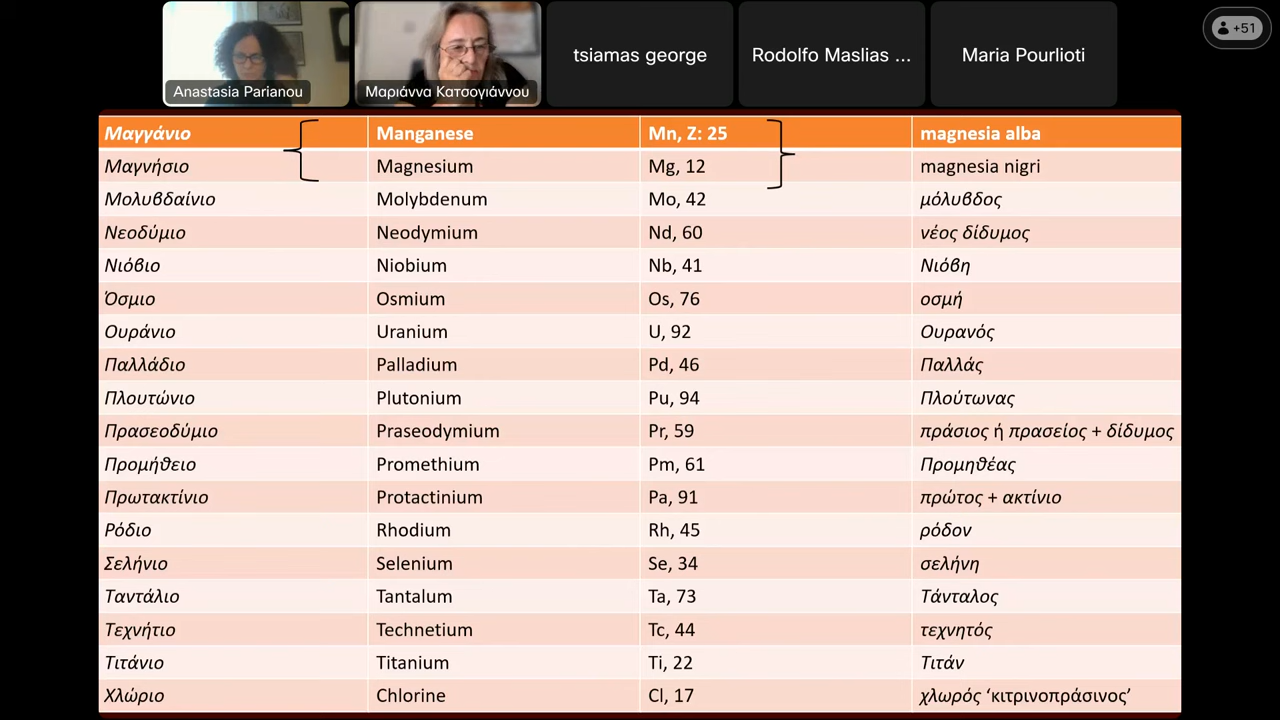 Anastasia Parianou
Μαριάννα Κατσογιάννου
tsiamas george
Rodolfo Maslias ...
Maria Pourlioti
+51
Μαγγάνιο Manganese Mn, Z: 25 magnesia alba
Μαγνήσιο Magnesium Mg, 12 magnesia nigri
Μολυβδαίνιο Molybdenum Mo, 42 μόλυβδος
Νεοδύμιο Neodymium Nd, 60 νέος δίδυμος
Νιόβιο Niobium Nb, 41 Νιόβη
Όσμιο Osmium Os, 76 οσμή
Ουράνιο Uranium U, 92 Ουρανός
Παλλάδιο Palladium Pd, 46 Παλλάς
Πλουτώνιο Plutonium Pu, 94 Πλούτωνας
Πρασεοδύμιο Praseodymium Pr, 59 πράσιος ή πρασείος + δίδυμος
Προμήθειο Promethium Pm, 61 Προμηθέας
Πρωτακτίνιο Protactinium Pa, 91 πρώτος + ακτίνιο
Ρόδιο Rhodium Rh, 45 ρόδον
Σελήνιο Selenium Se, 34 σελήνη
Ταντάλιο Tantalum Ta, 73 Τάνταλος
Τεχνήτιο Technetium Tc, 44 τεχνητός
Τιτάνιο Titanium Ti, 22 Τιτάν
Χλώριο Chlorine Cl, 17 χλωρός ‘κιτρινοπράσινος’